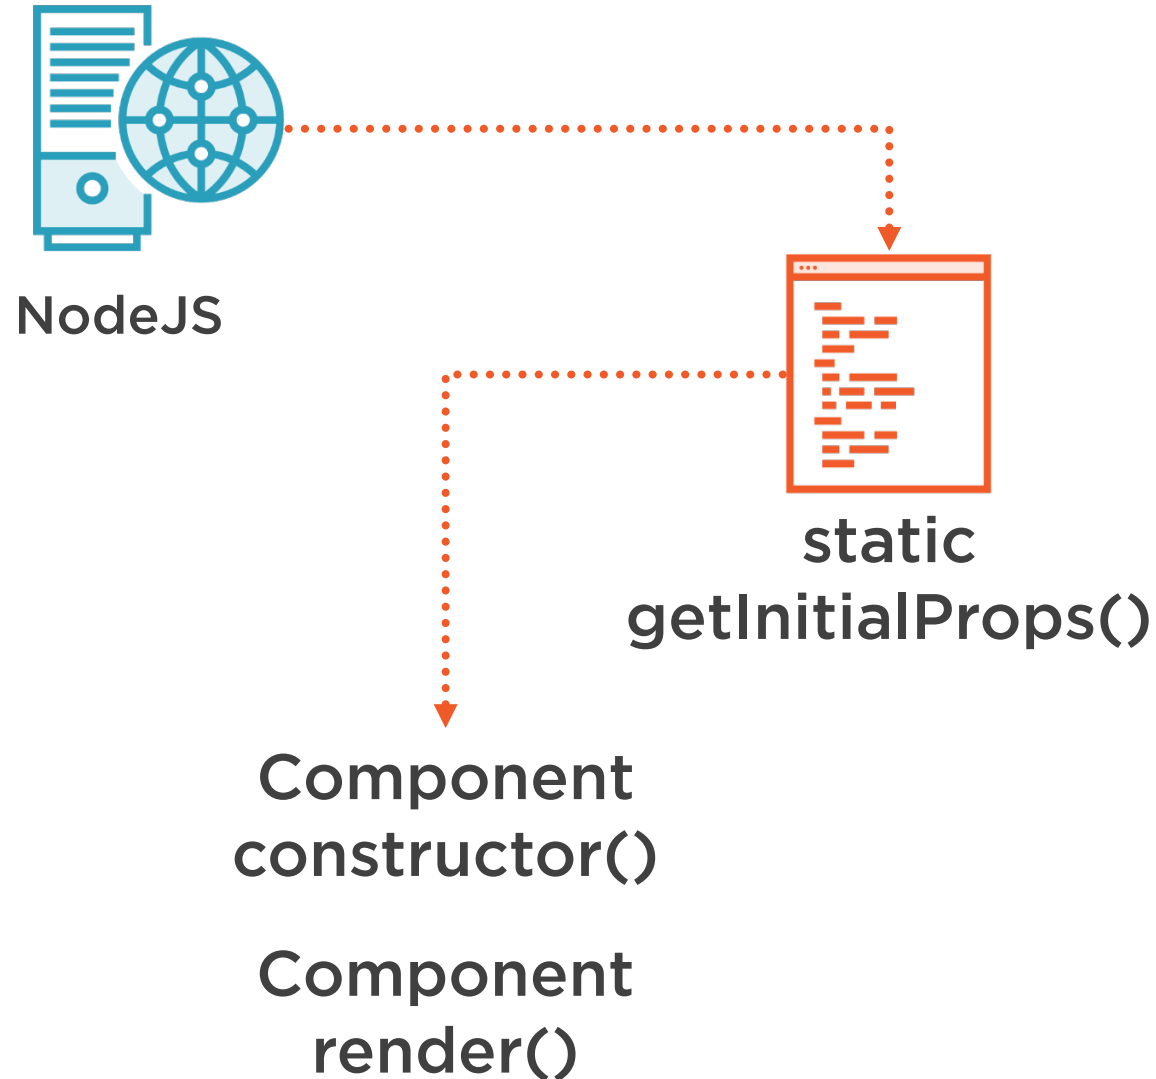 NodeJS
static
getInitialProps()
Component
constructor()
Component
render()